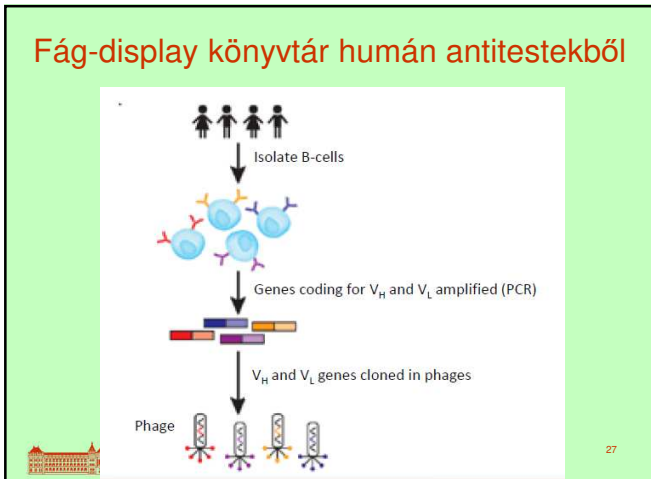 Fág-display könyvtár humán antitestekből
Isolate B-cells
Genes coding for VH and VL amplified (PCR)
VH and VL genes cloned in phages
Phage
27